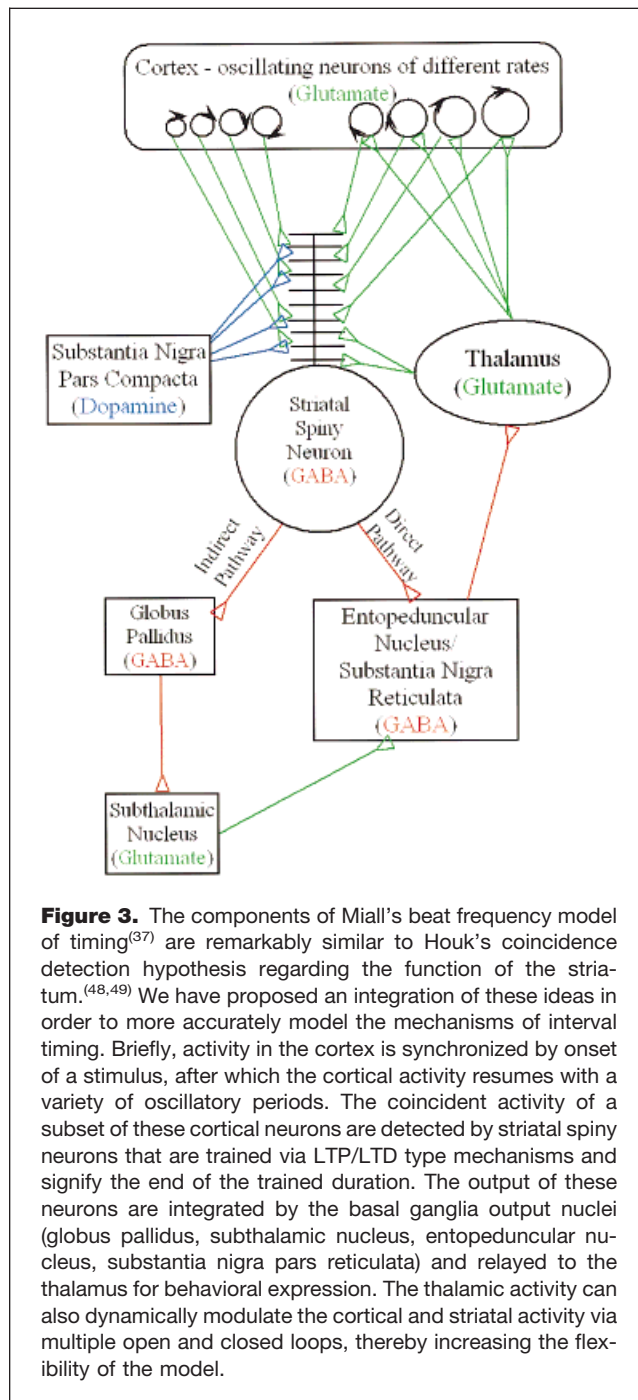 Cortex - oscillating neurons of different rates
(Glutamate)
Substantia Nigra
Pars Compacta
(Dopamine)
Striatal
Spiny
Neuron
(GABA)
Thalamus
(Glutamate)
Indirect
Pathway
Direct
Pathway
Globus
Pallidus
(GABA)
Entopeduncular
Nucleus/
Substantia Nigra
Reticulata
(GABA)
Subthalamic
Nucleus
(Glutamate)
Figure 3. The components of Miall's beat frequency model
of timing(37) are remarkably similar to Houk's coincidence
detection hypothesis regarding the function of the stria-
tum.(48,49) We have proposed an integration of these ideas in
order to more accurately model the mechanisms of interval
timing. Briefly, activity in the cortex is synchronized by onset
of a stimulus, after which the cortical activity resumes with a
variety of oscillatory periods. The coincident activity of a
subset of these cortical neurons are detected by striatal spiny
neurons that are trained via LTP/LTD type mechanisms and
signify the end of the trained duration. The output of these
neurons are integrated by the basal ganglia output nuclei
(globus pallidus, subthalamic nucleus, entopeduncular nu-
cleus, substantia nigra pars reticulata) and relayed to the
thalamus for behavioral expression. The thalamic activity can
also dynamically modulate the cortical and striatal activity via
multiple open and closed loops, thereby increasing the flex-
ibility of the model.